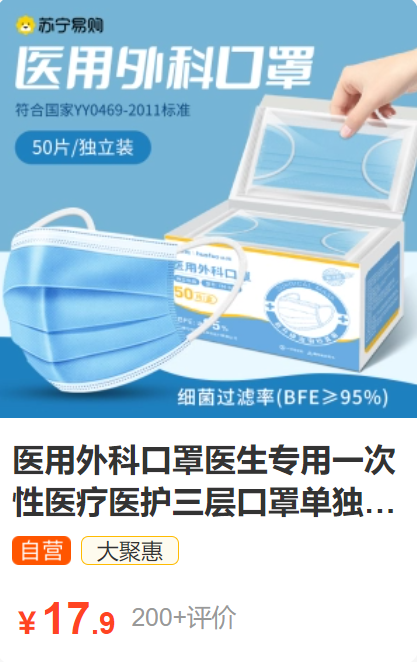 苏宁易购
医用外科口罩
符合国家YY0469-2011标准
50片/独立装
医用外科口罩
50
细菌过滤率(BFE≥95%)
医用外科口罩医生专用一次
性医疗医护三层口罩单独...
自营
大聚惠
¥17.9
200+评价